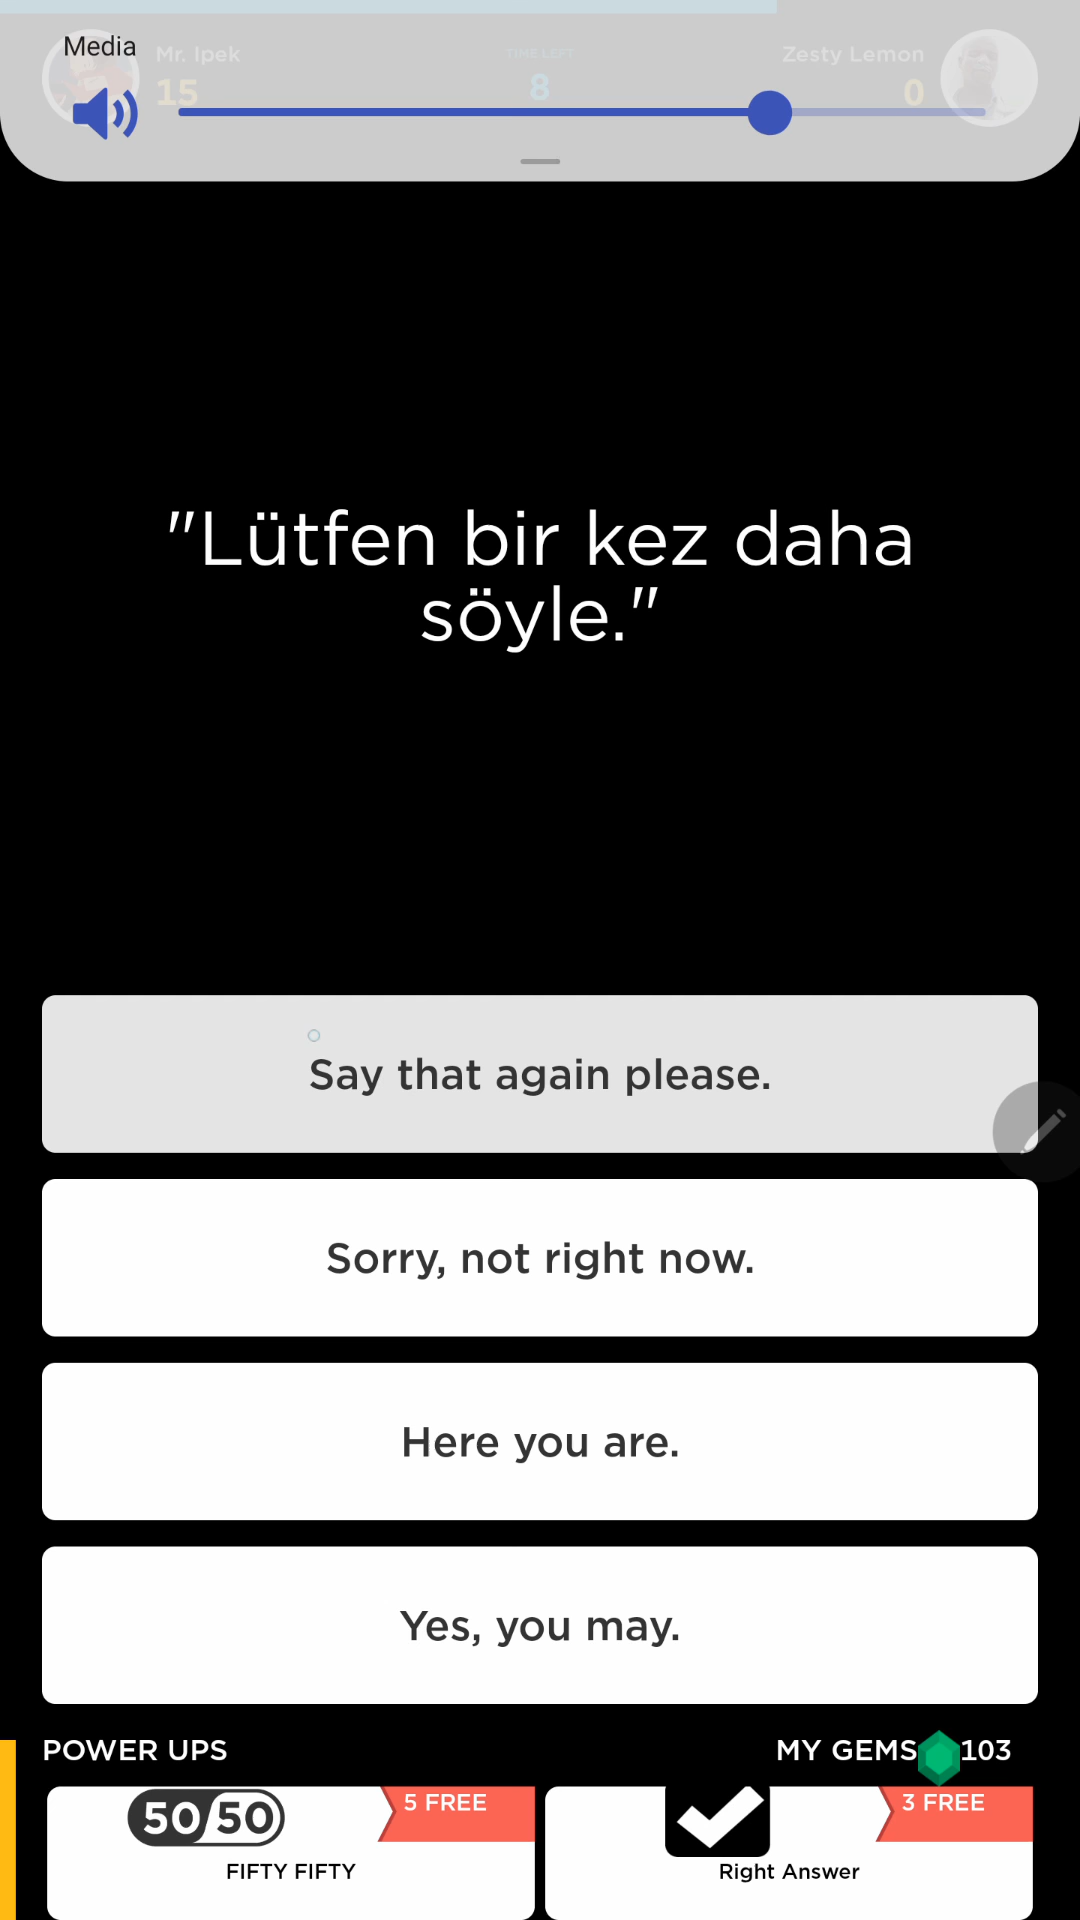 Media
Mr. Ipek
TIME LEFT
Zesty Lemon
15
8
0
"Lütfen bir kez daha
söyle."
Say that again please.
Sorry, not right now.
Here you are.
Yes, you may.
POWER UPS
MY GEMS 103
50/50
5 FREE
3 FREE
FIFTY FIFTY
Right Answer